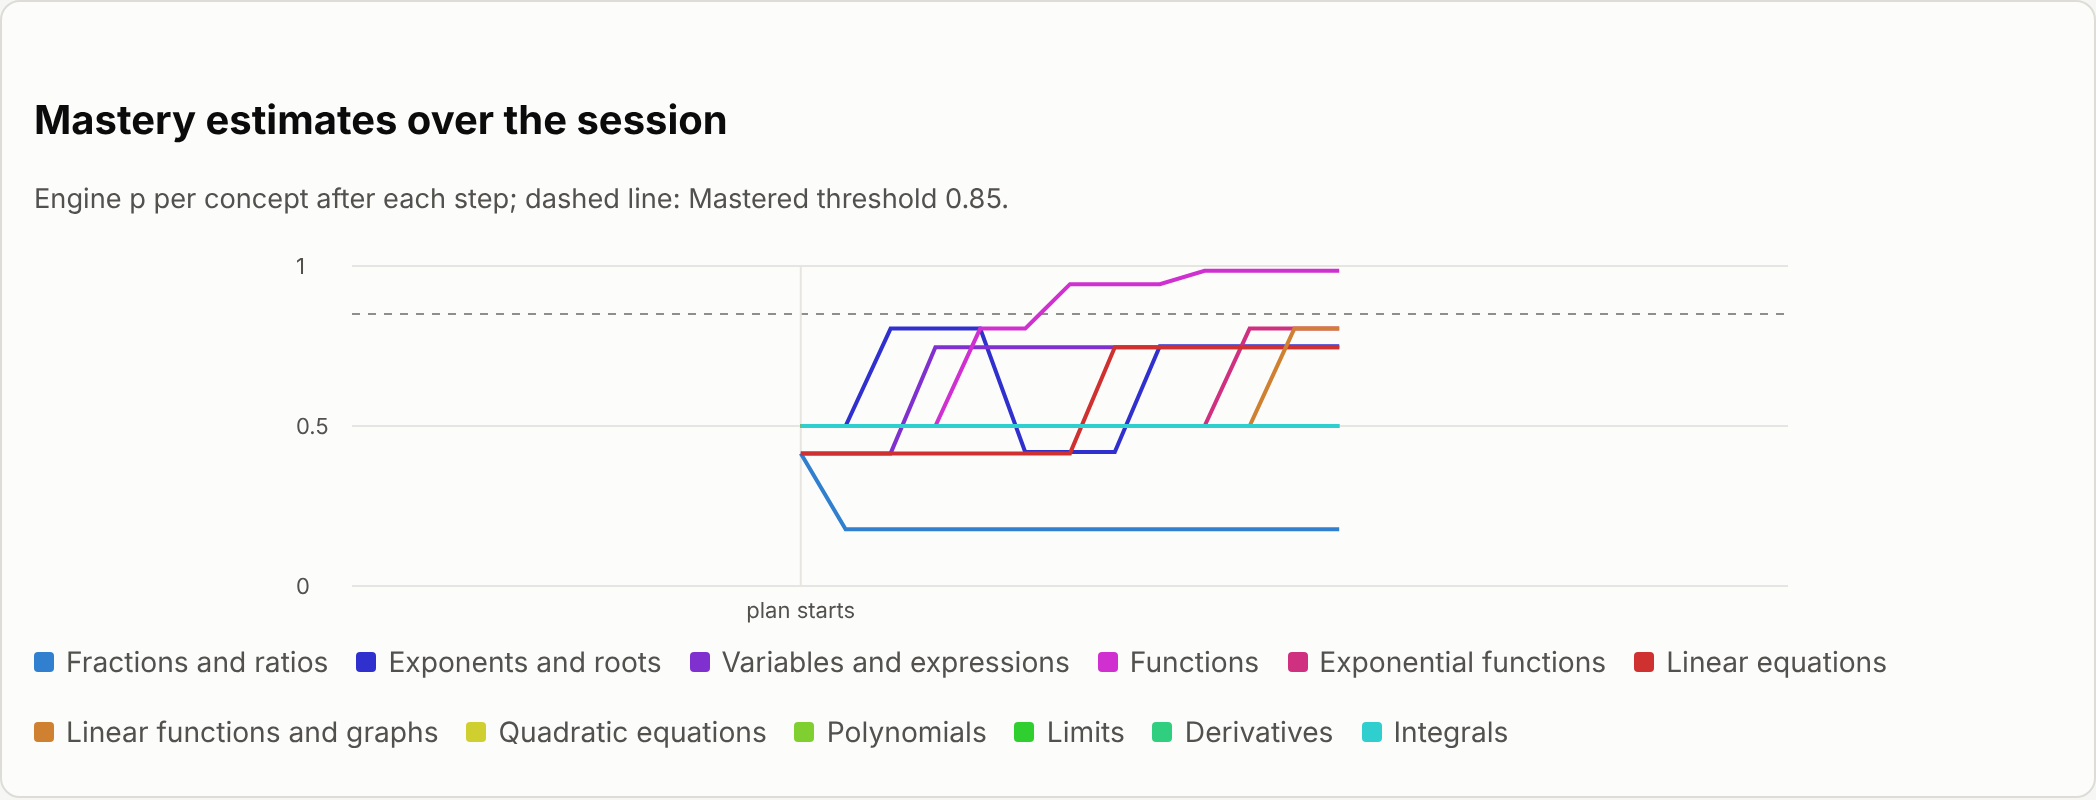 Mastery estimates over the session
Engine p per concept after each step; dashed line: Mastered threshold 0.85.
1
0.5
0
plan starts
Fractions and ratios Exponents and roots Variables and expressions Functions Exponential functions Linear equations
Linear functions and graphs Quadratic equations Polynomials Limits Derivatives Integrals